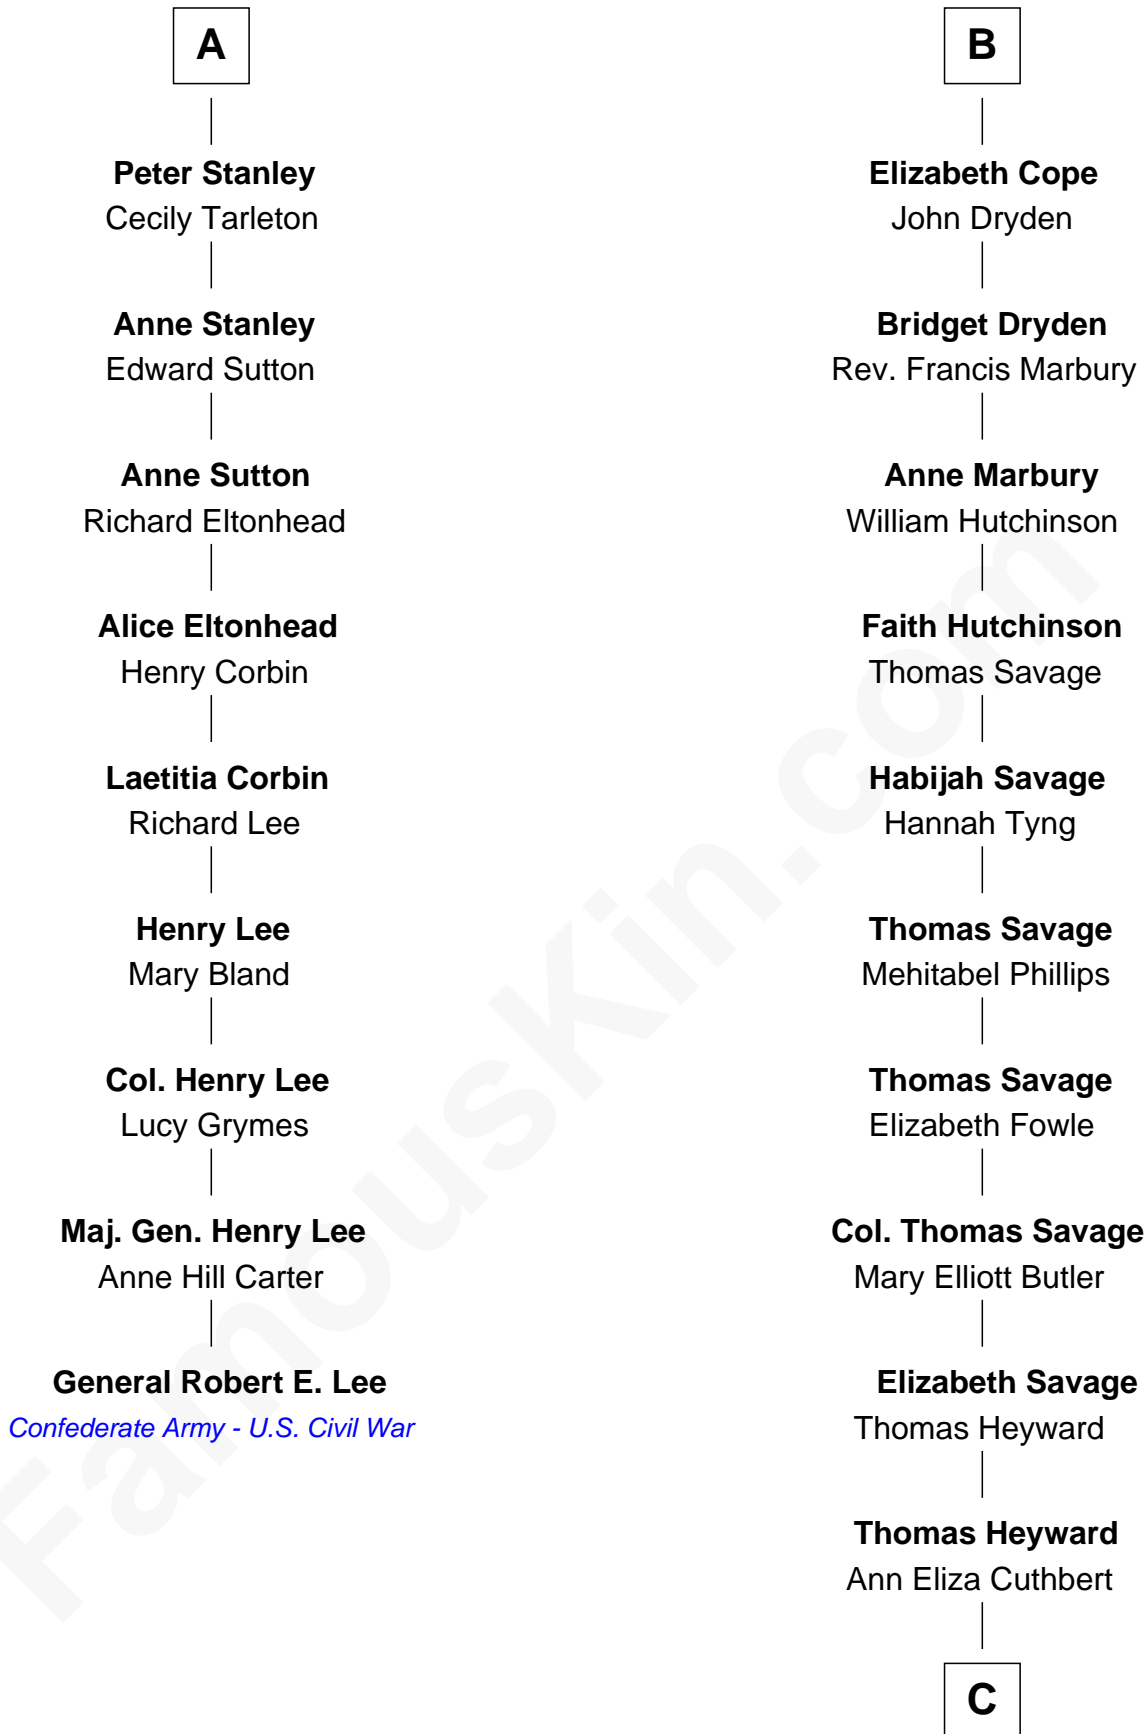 A
Peter Stanley
Cecily Tarleton
Anne Stanley
Edward Sutton
Anne Sutton
Richard Eltonhead
Alice Eltonhead
Henry Corbin
Laetitia Corbin
Richard Lee
Henry Lee
Mary Bland
Col. Henry Lee
Lucy Grymes
Maj. Gen. Henry Lee
Anne Hill Carter
General Robert E. Lee
Confederate Army - U.S. Civil War
B
Elizabeth Cope
John Dryden
Bridget Dryden
Rev. Francis Marbury
Anne Marbury
William Hutchinson
Faith Hutchinson
Thomas Savage
Habijah Savage
Hannah Tyng
Thomas Savage
Mehitabel Phillips
Thomas Savage
Elizabeth Fowle
Col. Thomas Savage
Mary Elliott Butler
Elizabeth Savage
Thomas Heyward
Thomas Heyward
Ann Eliza Cuthbert
C
FamousKin.com